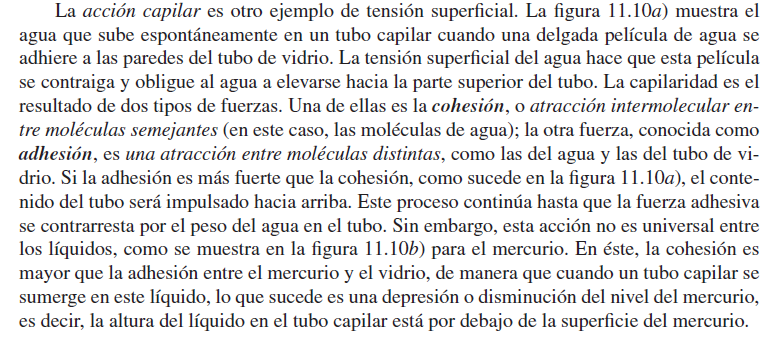 La acción capilar es otro ejemplo de tensión superficial. La figura 11.10a) muestra el
agua que sube espontáneamente en un tubo capilar cuando una delgada película de agua se
adhiere a las paredes del tubo de vidrio. La tensión superficial del agua hace que esta película
se contraiga y obligue al agua a elevarse hacia la parte superior del tubo. La capilaridad es el
resultado de dos tipos de fuerzas. Una de ellas es la cohesión, o atracción intermolecular en-
tre moléculas semejantes (en este caso, las moléculas de agua); la otra fuerza, conocida como
adhesión, es una atracción entre moléculas distintas, como las del agua y las del tubo de vi-
drio. Si la adhesión es más fuerte que la cohesión, como sucede en la figura 11.10a), el conte-
nido del tubo será impulsado hacia arriba. Este proceso continúa hasta que la fuerza adhesiva
se contrarresta por el peso del agua en el tubo. Sin embargo, esta acción no es universal entre
los líquidos, como se muestra en la figura 11.10b) para el mercurio. En éste, la cohesión es
mayor que la adhesión entre el mercurio y el vidrio, de manera que cuando un tubo capilar se
sumerge en este líquido, lo que sucede es una depresión o disminución del nivel del mercurio,
es decir, la altura del líquido en el tubo capilar está por debajo de la superficie del mercurio.